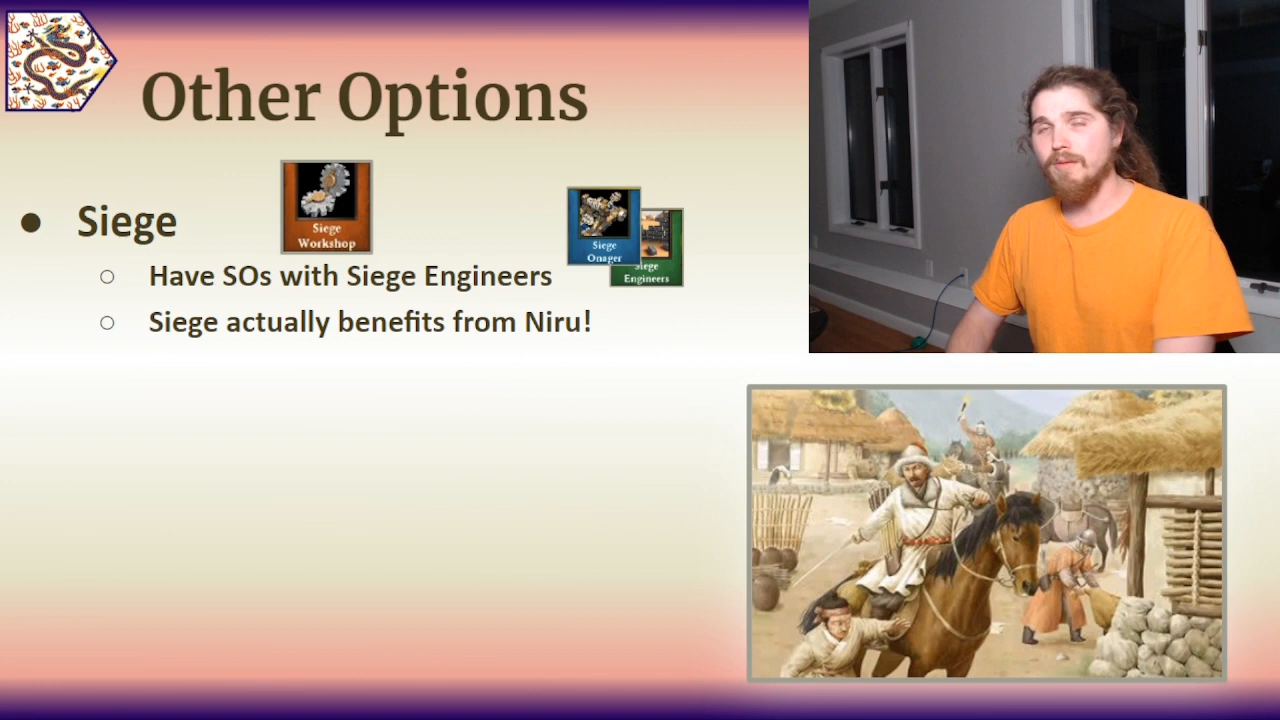 Other Options
Siege
Siege
Workshop
Siege
Onager
Siege
Engineers
Have SOs with Siege Engineers
Siege actually benefits from Niru!